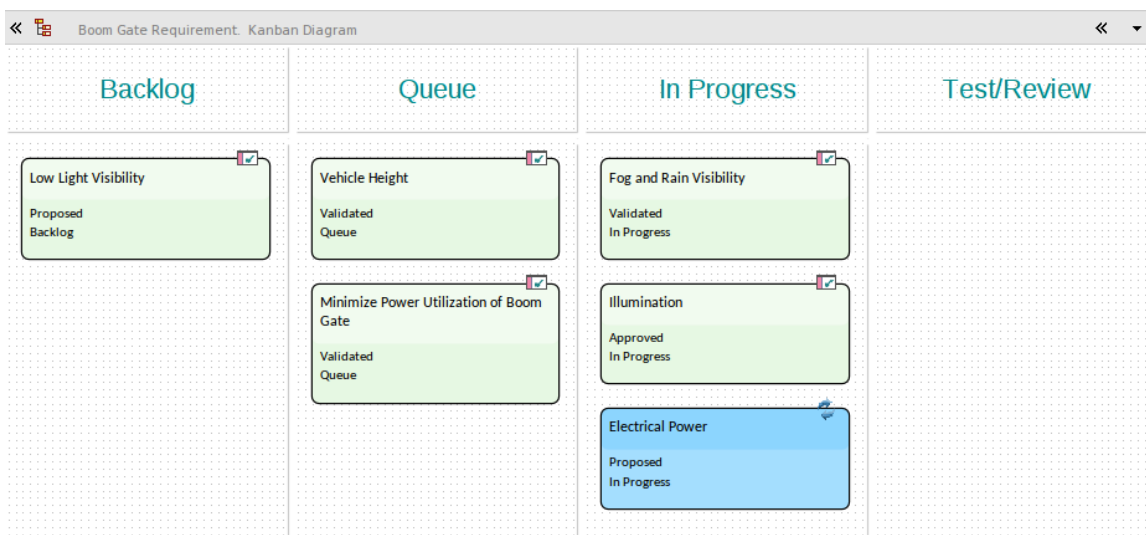 Boom Gate Requirement.  Kanban Diagram
Backlog
Queue
In Progress
Test/Review
Low Light Visibility
Proposed
Backlog
Vehicle Height
Validated
Queue
Minimize Power Utilization of Boom
Gate
Validated
Queue
Fog and Rain Visibility
Validated
In Progress
Illumination
Approved
In Progress
Electrical Power
Proposed
In Progress